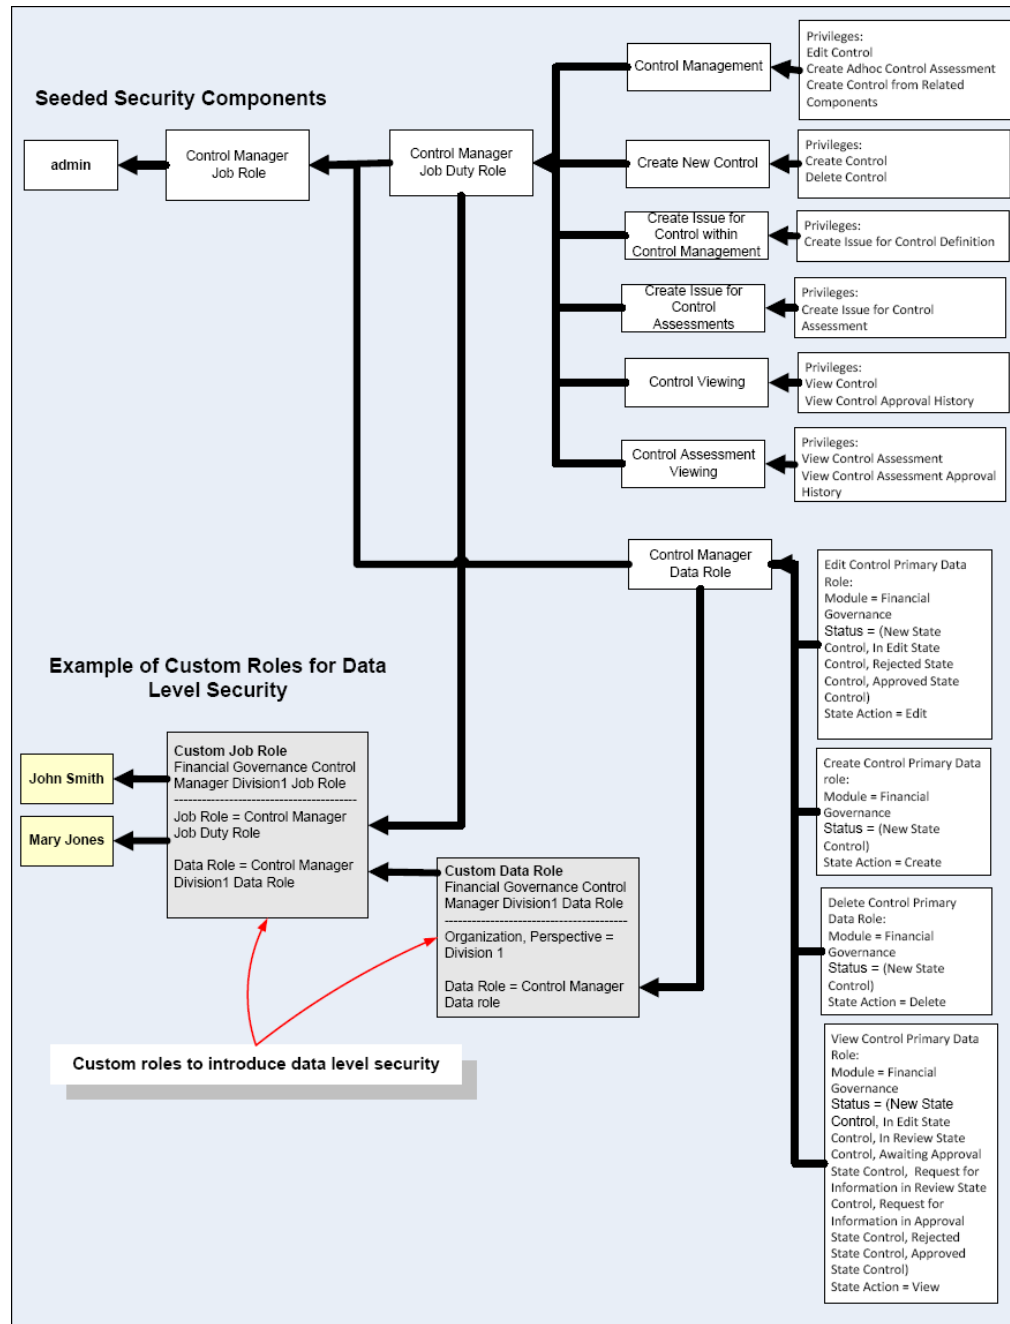 Seeded Security Components
admin
Control Manager
Job Role
Control Manager
Job Duty Role
Control Management
Privileges:
Edit Control
Create Adhoc Control Assessment
Create Control from Related
Components
Create New Control
Privileges:
Create Control
Delete Control
Create Issue for
Control within
Control Management
Privileges:
Create Issue for Control Definition
Create Issue for
Control
Assessments
Privileges:
Create Issue for Control
Assessment
Control Viewing
Privileges:
View Control
View Control Approval History
Control Assessment
Viewing
Privileges:
View Control Assessment
View Control Assessment Approval
History
Control Manager
Data Role
Edit Control Primary Data
Role:
Module = Financial
Governance
Status = (New State
Control, In Edit State
Control, Rejected State
Control, Approved State
Control)
State Action = Edit
Create Control Primary Data
role:
Module = Financial
Governance
Status = (New State
Control)
State Action = Create
Delete Control Primary
Data Role:
Module = Financial
Governance
Status = (New State
Control)
State Action = Delete
View Control Primary Data
Role:
Module = Financial
Governance
Status = (New State
Control, In Edit State
Control, In Review State
Control, Awaiting Approval
State Control, Request for
Information in Review State
Control, Request for
Information in Approval
State Control, Rejected
State Control, Approved
State Control)
State Action = View
Example of Custom Roles for Data
Level Security
John Smith
Mary Jones
Custom Job Role
Financial Governance Control
Manager Division1 Job Role
Job Role = Control Manager
Job Duty Role
Data Role = Control Manager
Division1 Data Role
Custom Data Role
Financial Governance Control
Manager Division1 Data Role
Organization, Perspective =
Division 1
Data Role = Control Manager
Data role
Custom roles to introduce data level security